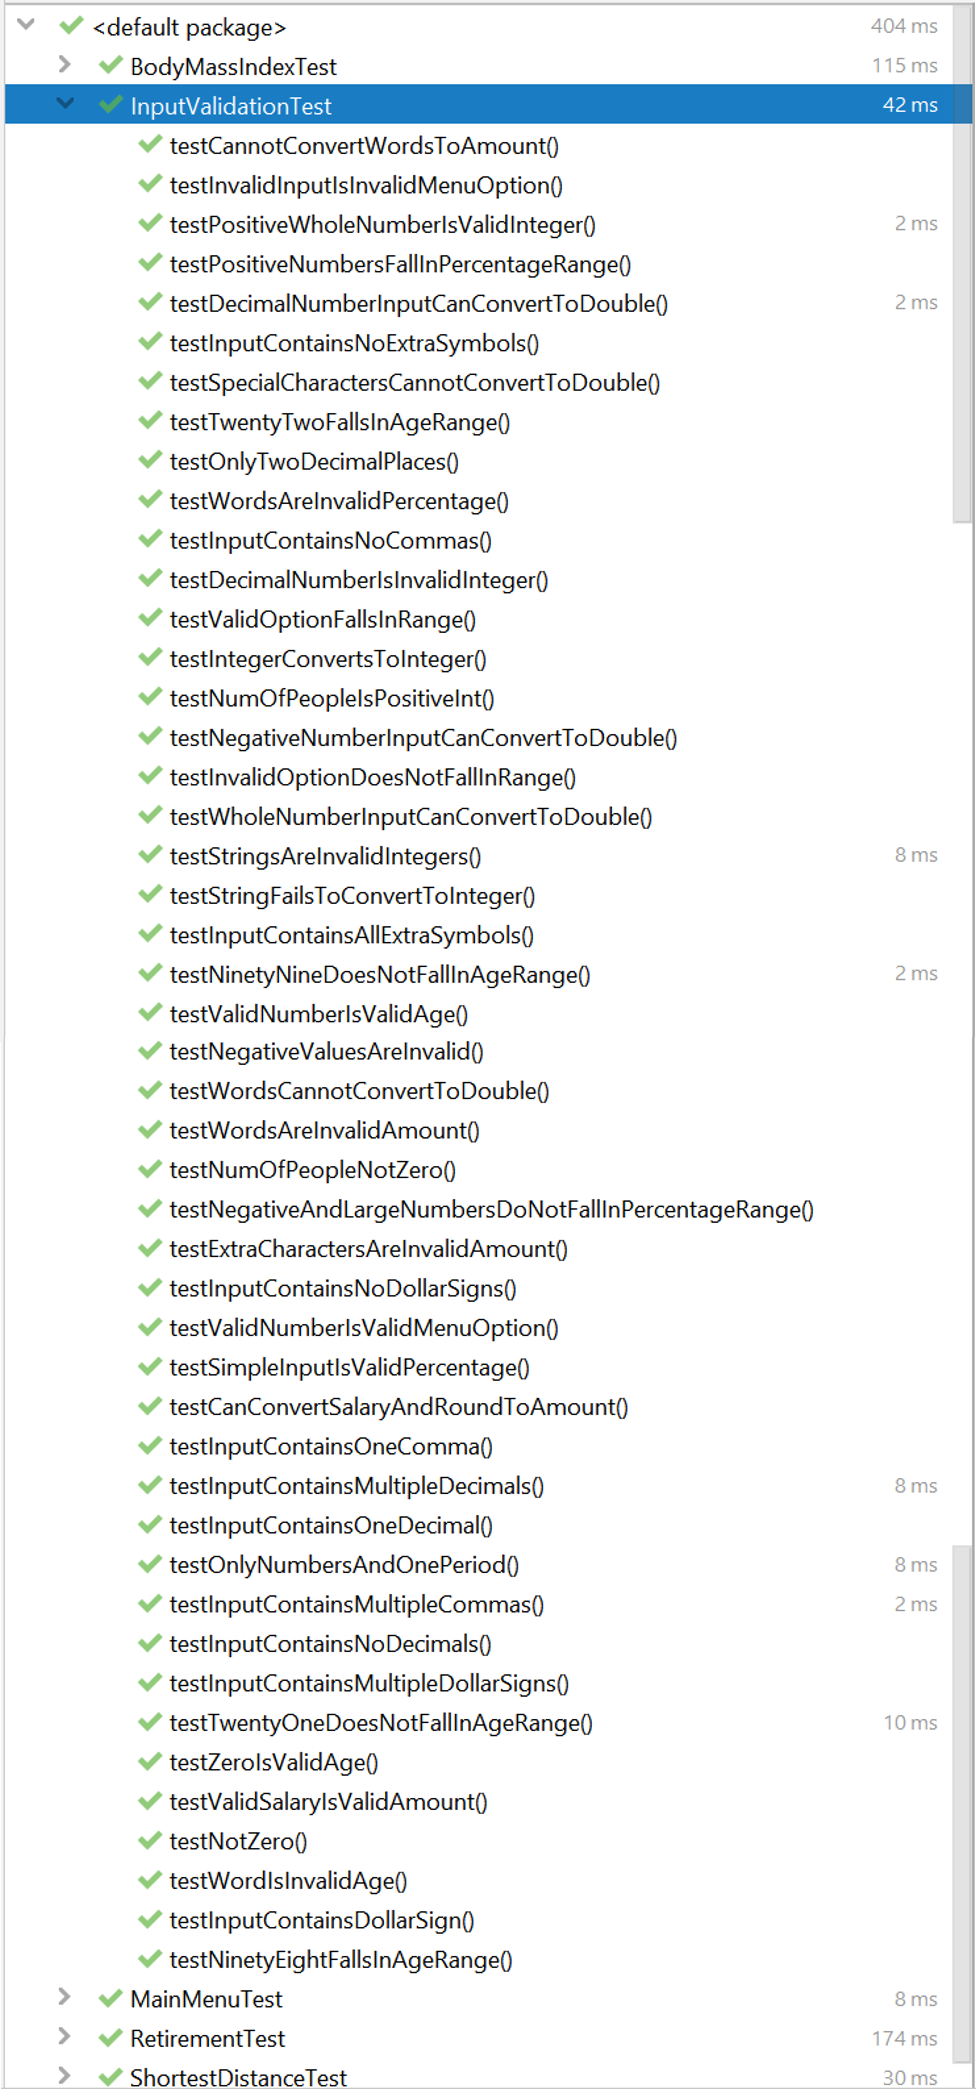 <default package> 404 ms
BodyMassIndexTest 115 ms
InputValidationTest 42 ms
testCannotConvertWordsToAmount()
testInvalidInputIsInvalidMenuOption()
testPositiveWholeNumberIsValidInteger() 2 ms
testPositiveNumbersFallInPercentageRange()
testDecimalNumberInputCanConvertToDouble() 2 ms
testInputContainsNoExtraSymbols()
testSpecialCharactersCannotConvertToDouble()
testTwentyTwoFallsInAgeRange()
testOnlyTwoDecimalPlaces()
testWordsAreInvalidPercentage()
testInputContainsNoCommas()
testDecimalNumberIsInvalidInteger()
testValidOptionFallsInRange()
testIntegerConvertsToInteger()
testNumOfPeopleIsPositiveInt()
testNegativeNumberInputCanConvertToDouble()
testInvalidOptionDoesNotFallInRange()
testWholeNumberInputCanConvertToDouble()
testStringsAreInvalidIntegers() 8 ms
testStringFailsToConvertToInteger()
testInputContainsAllExtraSymbols()
testNinetyNineDoesNotFallInAgeRange() 2 ms
testValidNumberIsValidAge()
testNegativeValuesAreInvalid()
testWordsCannotConvertToDouble()
testWordsAreInvalidAmount()
testNumOfPeopleNotZero()
testNegativeAndLargeNumbersDoNotFallInPercentageRange()
testExtraCharactersAreInvalidAmount()
testInputContainsNoDollarSigns()
testValidNumberIsValidMenuOption()
testSimpleInputIsValidPercentage()
testCanConvertSalaryAndRoundToAmount()
testInputContainsOneComma()
testInputContainsMultipleDecimals() 8 ms
testInputContainsOneDecimal()
testOnlyNumbersAndOnePeriod() 8 ms
testInputContainsMultipleCommas() 2 ms
testInputContainsNoDecimals()
testInputContainsMultipleDollarSigns()
testTwentyOneDoesNotFallInAgeRange() 10 ms
testZeroIsValidAge()
testValidSalaryIsValidAmount()
testNotZero()
testWordIsInvalidAge()
testInputContainsDollarSign()
testNinetyEightFallsInAgeRange()
MainMenuTest 8 ms
RetirementTest 174 ms
ShortestDistanceTest 30 ms